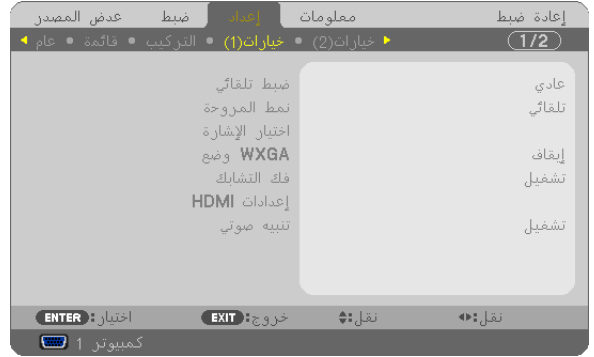 عدض المصدر ضبط إعداد معلومات إعادة ضبط
عام • قائمة • التركيب • خيارات(1) • خيارات(2) 1/2
ضبط تلقائي عادي
نمط المروحة تلقائي
اختيار الإشارة
وضع WXGA إيقاف
فك التشابك تشغيل
إعدادات HDMI
تنبيه صوتي تشغيل
ENTER :اختيار EXIT :خروج نقل: نقل:
كمبيوتر 1